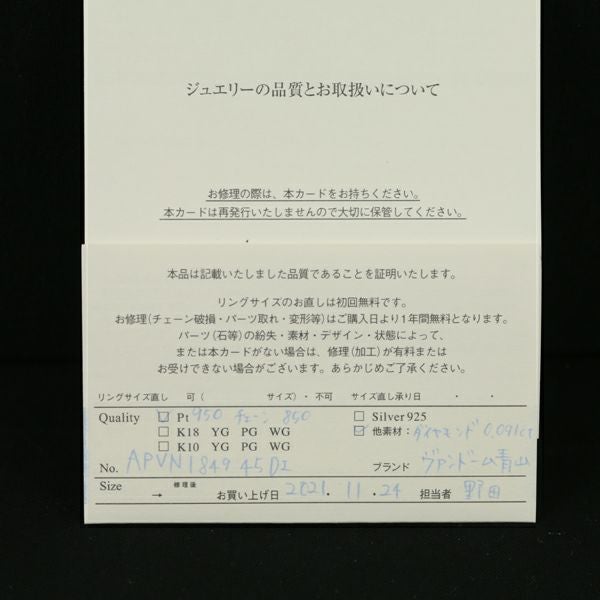 ジュエリーの品質とお取扱いについて
お修理の際は、本カードをお持ちください。
本カードは再発行いたしませんので大切に保管してください。
本品は記載いたしました品質であることを証明いたします。
リングサイズのお直しは初回無料です。
お修理(チェーン破損・パーツ取れ・変形等)はご購入日より1年間無料となります。
パーツ(石等)の紛失・素材・デザイン・状態によって、
または本カードがない場合は、修理(加工)が有料または
お受けできない場合がございます。あらかじめご了承ください。
リングサイズ直し 可( サイズ)・不可 サイズ直し承り日 ・ ・
Quality ☑ Pt 950 チェーン 850 □ Silver 925
□ K18 YG PG WG ☑ 他素材:ダイヤモンド 0.091ct
□ K10 YG PG WG
No. APVN1849 45 DI ブランド ヴァンドーム青山
Size → 修理後 お買い上げ日 2021.11.24 担当者 野田